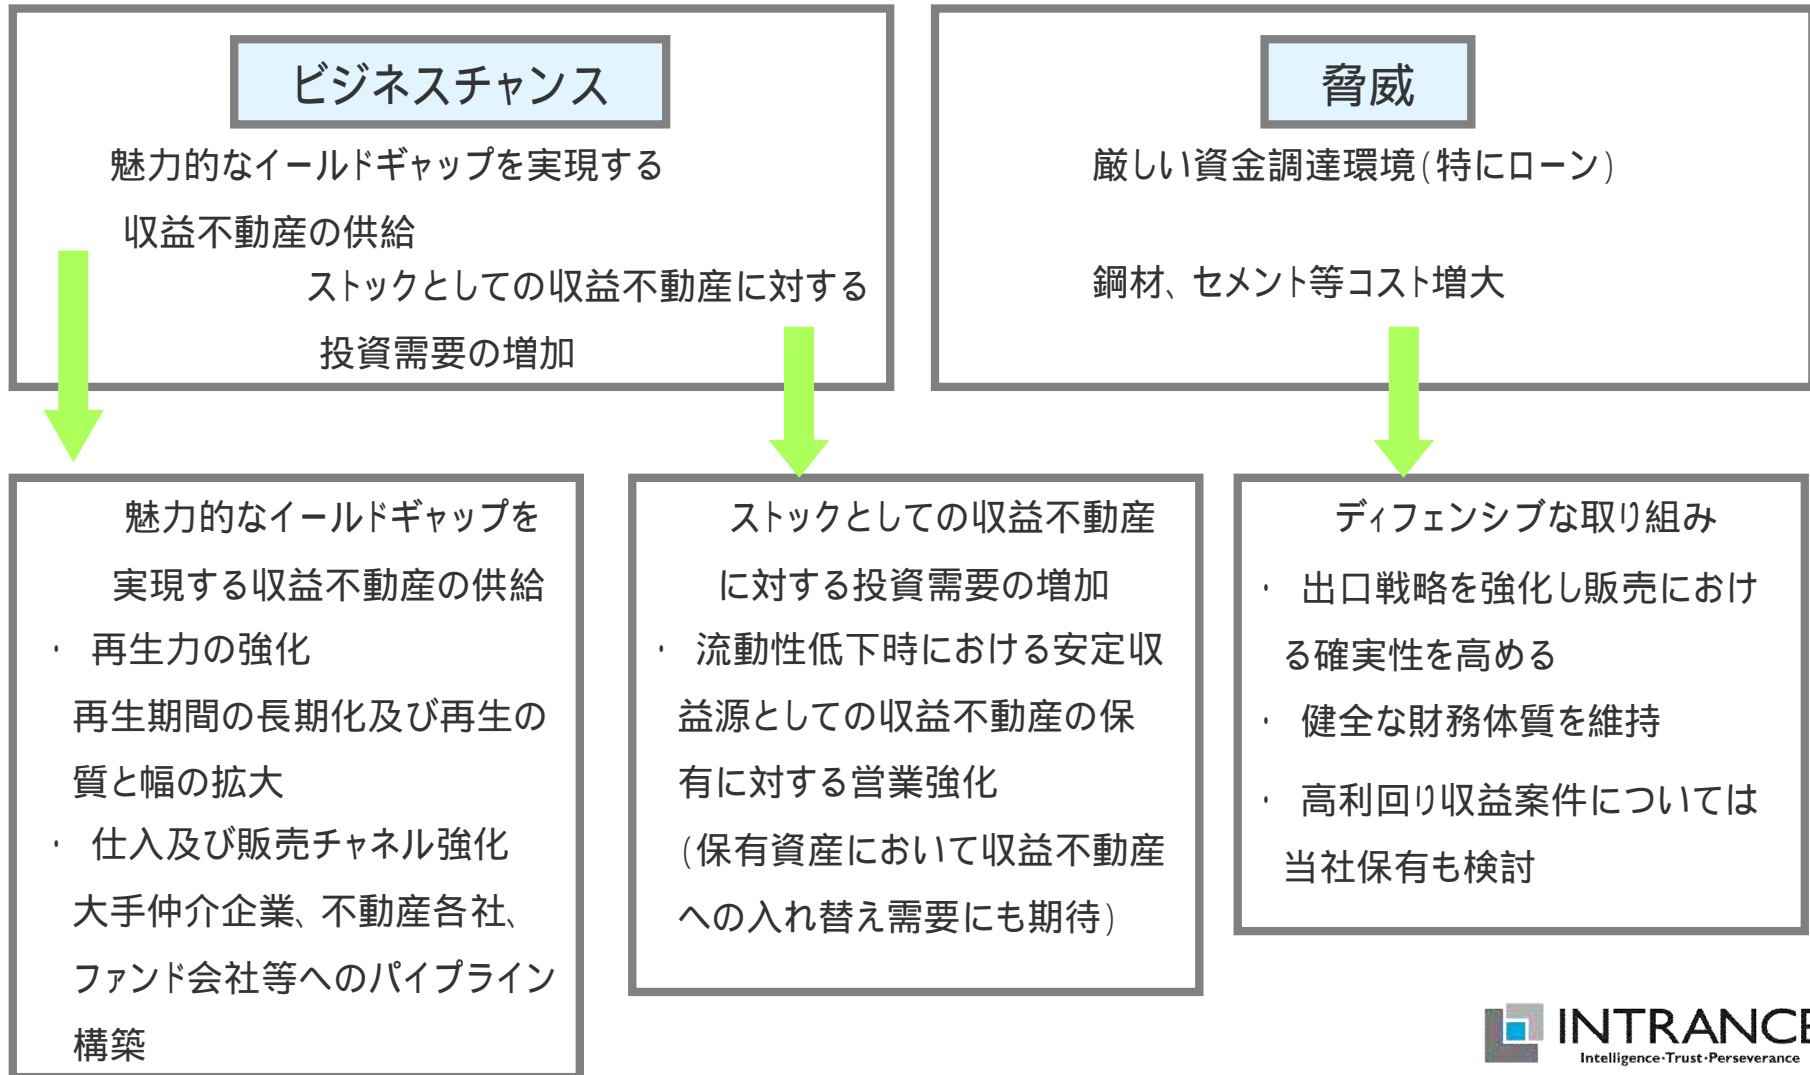 ビジネスチャンス
魅力的なイールドギャップを実現する
収益不動産の供給
ストックとしての収益不動産に対する
投資需要の増加
脅威
厳しい資金調達環境(特にローン)
鋼材、セメント等コスト増大
魅力的なイールドギャップを
実現する収益不動産の供給
・ 再生力の強化
再生期間の長期化及び再生の
質と幅の拡大
・ 仕入及び販売チャネル強化
大手仲介企業、不動産各社、
ファンド会社等へのパイプライン
構築
ストックとしての収益不動産
に対する投資需要の増加
・ 流動性低下時における安定収
益源としての収益不動産の保
有に対する営業強化
(保有資産において収益不動産
への入れ替え需要にも期待)
ディフェンシブな取り組み
・ 出口戦略を強化し販売におけ
る確実性を高める
・ 健全な財務体質を維持
・ 高利回り収益案件については
当社保有も検討
INTRANCE
Intelligence・Trust・Perseverance